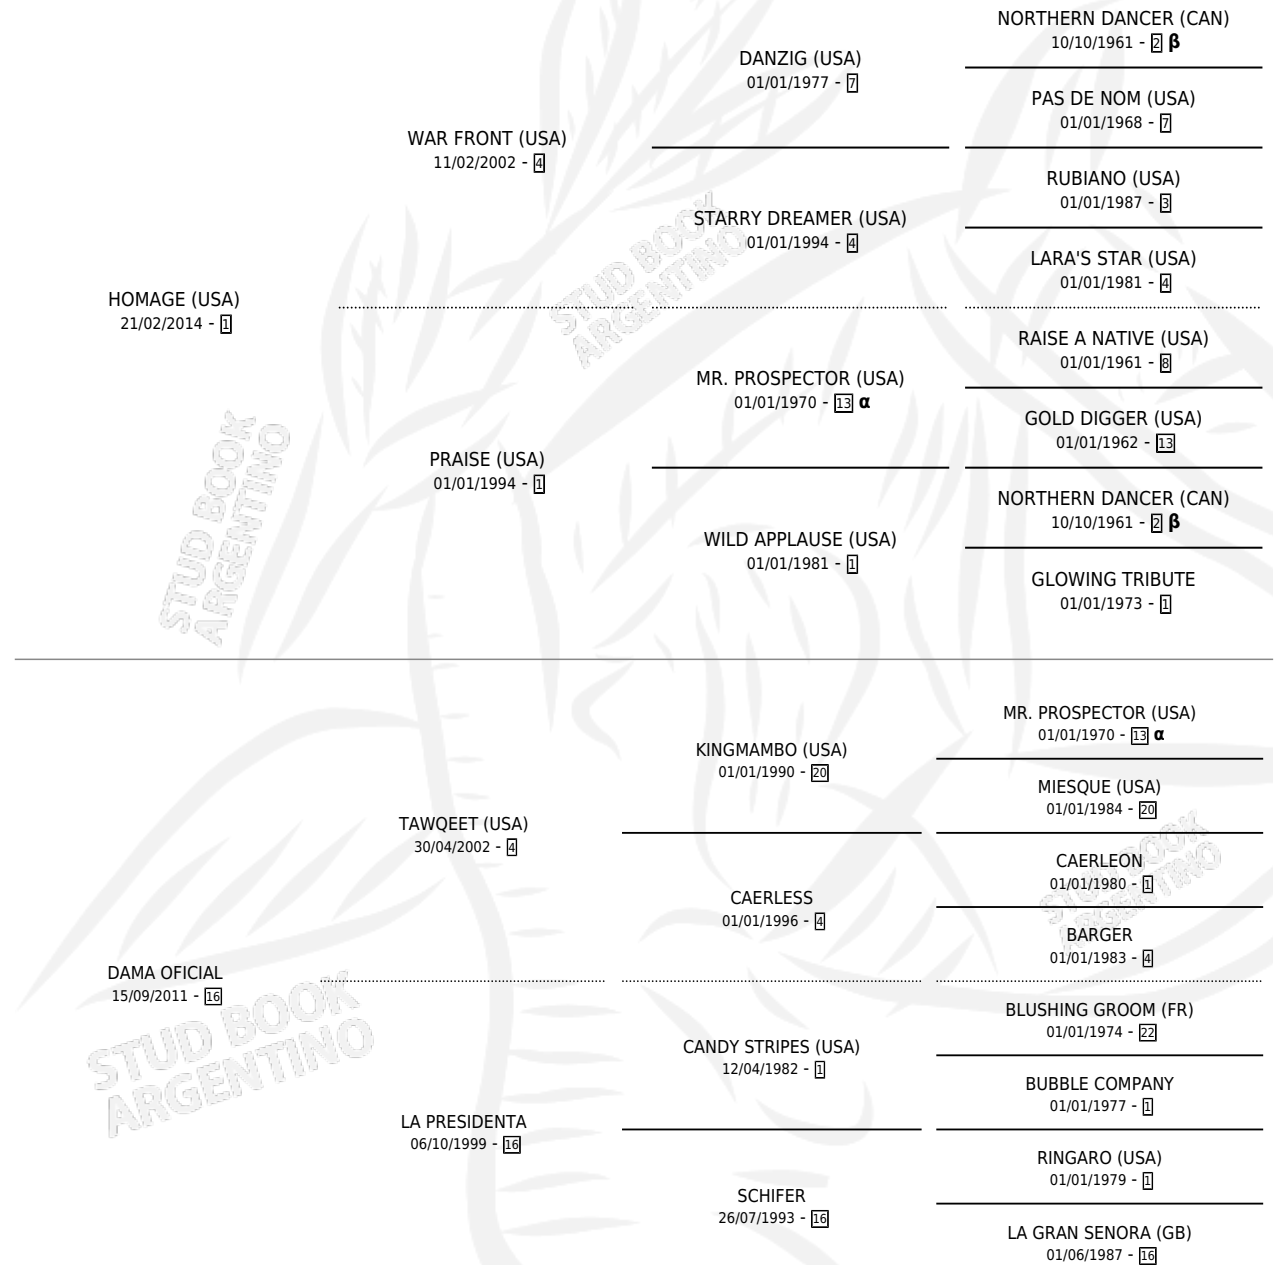 HOMAGE (USA)
21/02/2014 - 1
WAR FRONT (USA)
11/02/2002 - 4
DANZIG (USA)
01/01/1977 - 7
NORTHERN DANCER (CAN)
10/10/1961 - 2 β
PAS DE NOM (USA)
01/01/1968 - 7
STARRY DREAMER (USA)
01/01/1994 - 4
RUBIANO (USA)
01/01/1987 - 3
LARA'S STAR (USA)
01/01/1981 - 4
PRAISE (USA)
01/01/1994 - 1
MR. PROSPECTOR (USA)
01/01/1970 - 13 α
RAISE A NATIVE (USA)
01/01/1961 - 8
GOLD DIGGER (USA)
01/01/1962 - 13
WILD APPLAUSE (USA)
01/01/1981 - 1
NORTHERN DANCER (CAN)
10/10/1961 - 2 β
GLOWING TRIBUTE
01/01/1973 - 1
DAMA OFICIAL
15/09/2011 - 16
TAWQEET (USA)
30/04/2002 - 4
KINGMAMBO (USA)
01/01/1990 - 20
MR. PROSPECTOR (USA)
01/01/1970 - 13 α
MIESQUE (USA)
01/01/1984 - 20
CAERLESS
01/01/1996 - 4
CAERLEON
01/01/1980 - 1
BARGER
01/01/1983 - 4
LA PRESIDENTA
06/10/1999 - 16
CANDY STRIPES (USA)
12/04/1982 - 1
BLUSHING GROOM (FR)
01/01/1974 - 22
BUBBLE COMPANY
01/01/1977 - 1
SCHIFER
26/07/1993 - 16
RINGARO (USA)
01/01/1979 - 1
LA GRAN SENORA (GB)
01/06/1987 - 16
STUD BOOK
ARGENTINO
STUD BOOK
ARGENTINO
STUD BOOK
ARGENTINO
STUD BOOK
ARGENTINO